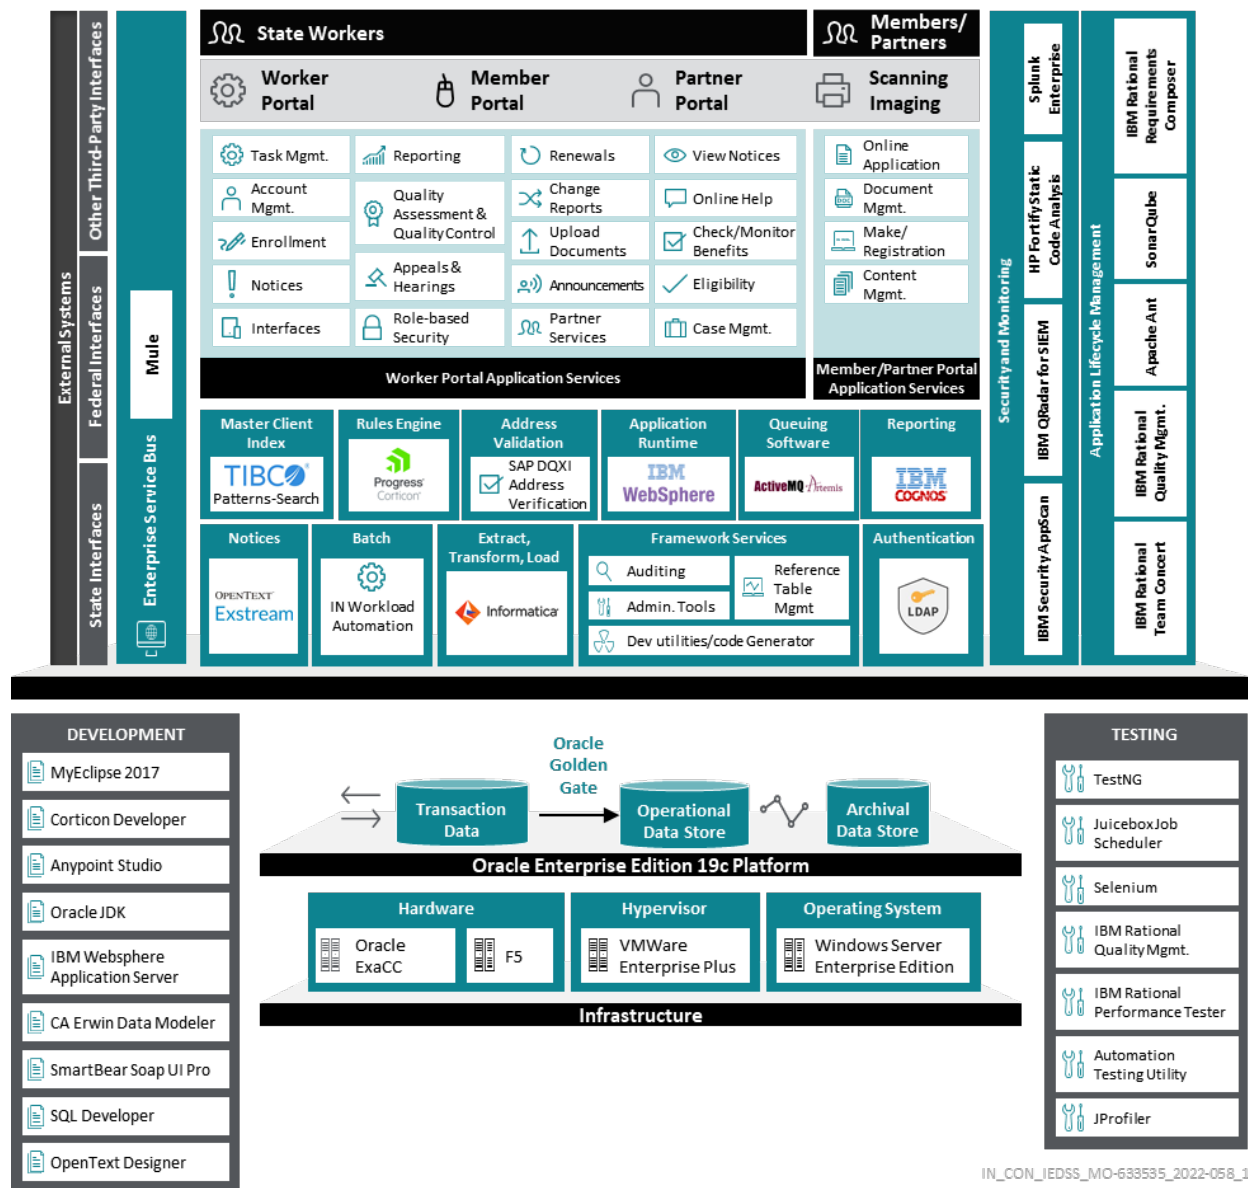 State Workers
Members/
Partners
Worker
Portal
Member
Portal
Partner
Portal
Scanning
Imaging
External Systems
Other Third-Party Interfaces
Federal Interfaces
State Interfaces
Mule
Enterprise Service Bus
Task Mgmt.
Account
Mgmt.
Enrollment
Notices
Interfaces
Reporting
Quality
Assessment &
Quality Control
Appeals &
Hearings
Role-based
Security
Renewals
Change
Reports
Upload
Documents
Announcements
Partner
Services
View Notices
Online Help
Check/Monitor
Benefits
Eligibility
Case Mgmt.
Online
Application
Document
Mgmt.
DOC
Make/
Registration
Content
Mgmt.
Worker Portal Application Services
Member/Partner Portal
Application Services
Master Client
Index
TIBCO
Patterns-Search
Rules Engine
Progress
Corticon
Address
Validation
SAP DQXI
Address
Verification
Application
Runtime
IBM
WebSphere
Queuing
Software
ActiveMQ Artemis
Reporting
IBM
COGNOS
Notices
OPENTEXT
Exstream
Batch
IN Workload
Automation
Extract,
Transform, Load
Informatica
Framework Services
Auditing
Admin. Tools
Reference
Table
Mgmt
Dev utilities/code Generator
Authentication
LDAP
Security and Monitoring
Splunk
Enterprise
HP Fortify Static
Code Analysis
IBM QRadar for SIEM
IBM Security AppScan
Application Lifecycle Management
IBM Rational
Requirements
Composer
SonarQube
Apache Ant
IBM Rational
Quality Mgmt.
IBM Rational
Team Concert
DEVELOPMENT
MyEclipse 2017
Corticon Developer
Anypoint Studio
Oracle JDK
IBM Websphere
Application Server
CA Erwin Data Modeler
SmartBear Soap UI Pro
SQL Developer
OpenText Designer
Oracle
Golden
Gate
Transaction
Data
Operational
Data Store
Archival
Data Store
Oracle Enterprise Edition 19c Platform
Hardware
Oracle
ExaCC
F5
Hypervisor
VMWare
Enterprise Plus
Operating System
Windows Server
Enterprise Edition
Infrastructure
TESTING
TestNG
Juicebox Job
Scheduler
Selenium
IBM Rational
Quality Mgmt.
IBM Rational
Performance Tester
Automation
Testing Utility
JProfiler
IN_CON_IEDSS_MO-633535_2022-058_1